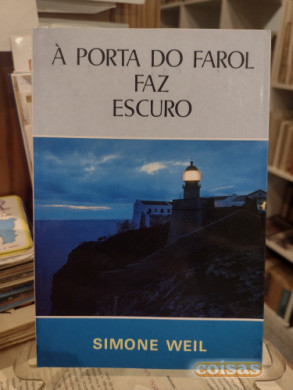 À PORTA DO FAROL
FAZ
ESCURO
SIMONE WEIL
coisas